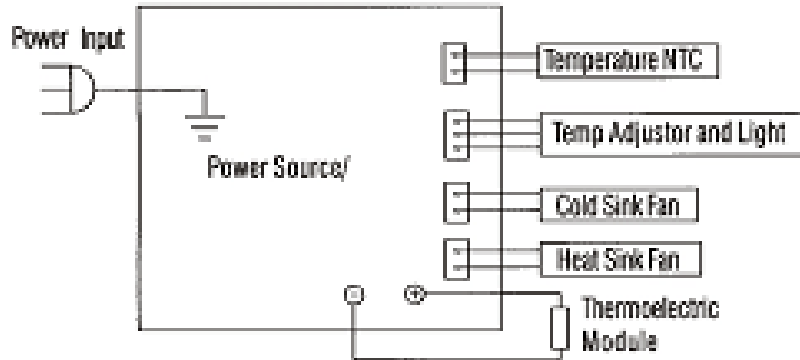 Power Input
Temperature NTC
Temp Adjustor and Light
Power Source/
Cold Sink Fan
Heat Sink Fan
Thermoelectric
Module